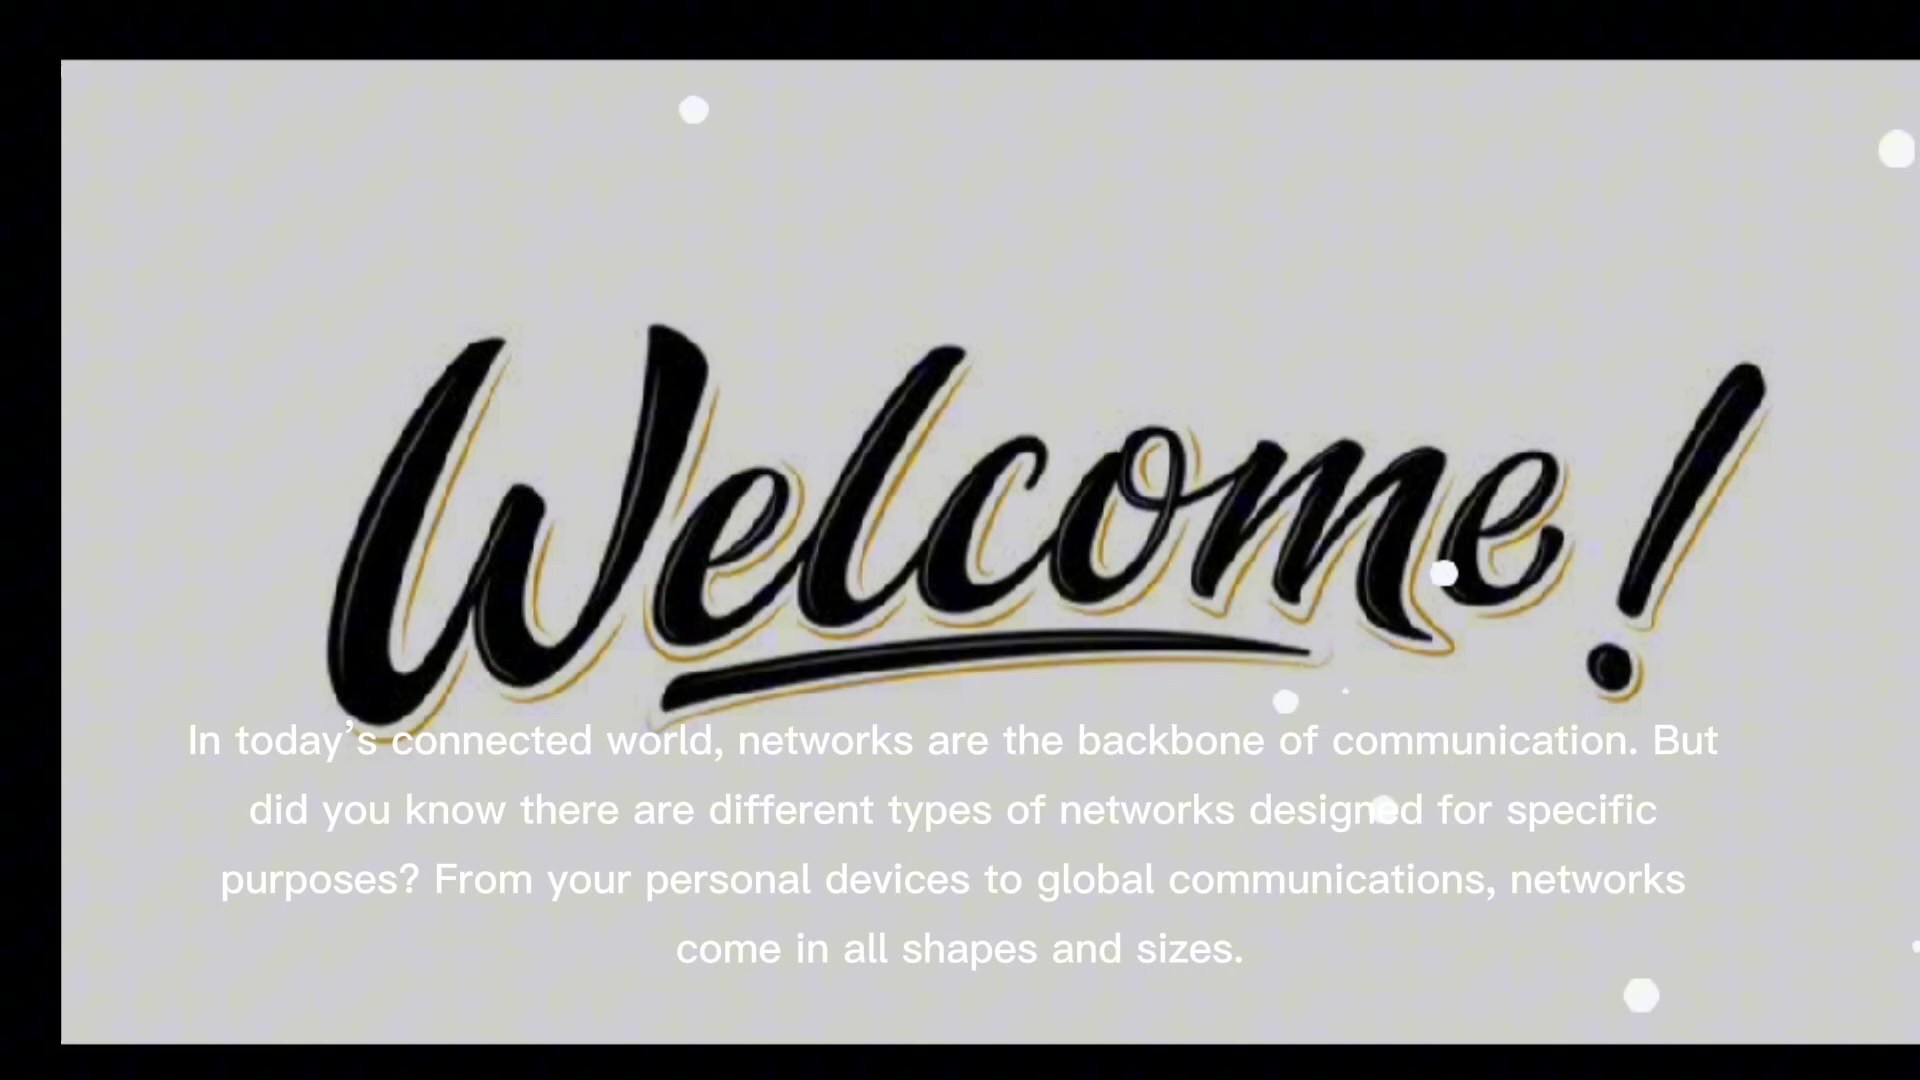 Welcome!
In today’s connected world, networks are the backbone of communication. But
did you know there are different types of networks designed for specific
purposes? From your personal devices to global communications, networks
come in all shapes and sizes.